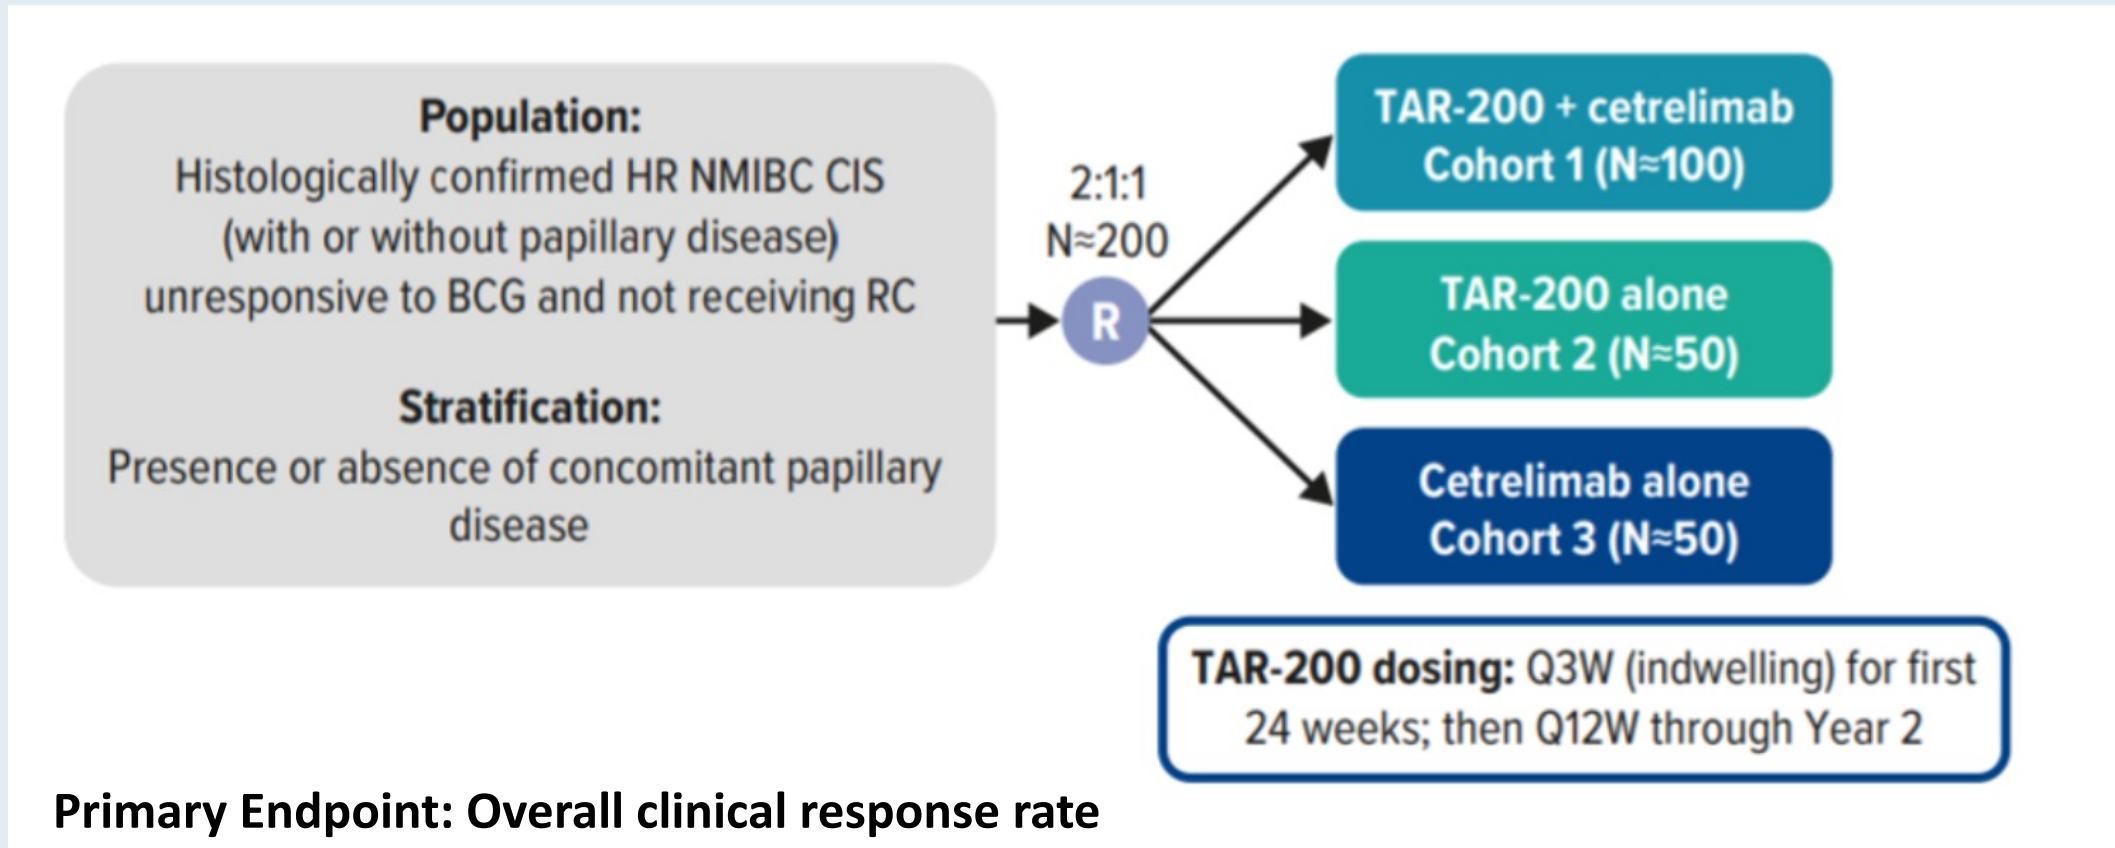 Population:
Histologically confirmed HR NMIBC CIS
(with or without papillary disease)
unresponsive to BCG and not receiving RC
Stratification:
Presence or absence of concomitant papillary
disease
2:1:1
N≈200
R
TAR-200 + cetrelimab
Cohort 1 (N≈100)
TAR-200 alone
Cohort 2 (N≈50)
Cetrelimab alone
Cohort 3 (N≈50)
TAR-200 dosing: Q3W (indwelling) for first
24 weeks; then Q12W through Year 2
Primary Endpoint: Overall clinical response rate